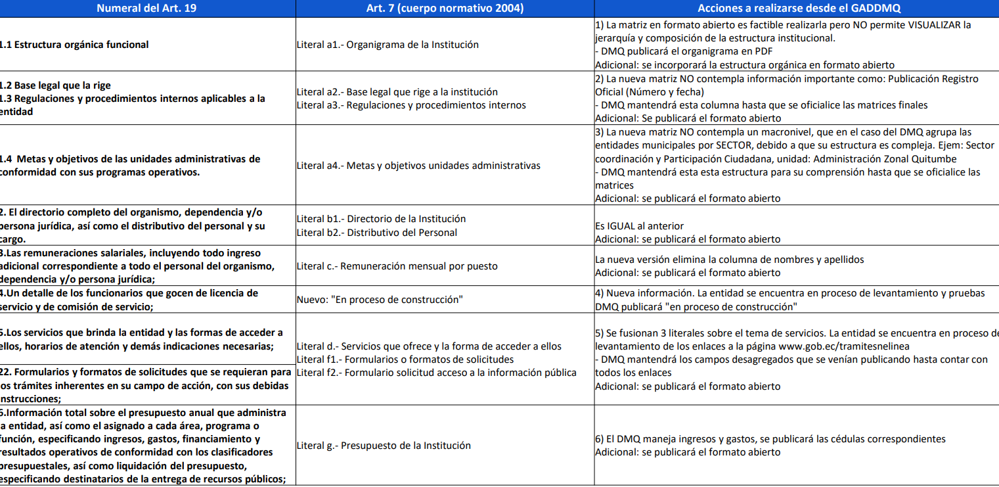 Numeral del Art. 19
Art. 7 (cuerpo normativo 2004)
Acciones a realizarse desde el GADDMQ
1.1 Estructura orgánica funcional
Literal a1.- Organigrama de la Institución
1) La matriz en formato abierto es factible realizarla pero NO permite VISUALIZAR la
jerarquía y composición de la estructura institucional.
- DMQ publicará el organigrama en PDF
Adicional: se incorporará la estructura orgánica en formato abierto
1.2 Base legal que la rige
1.3 Regulaciones y procedimientos internos aplicables a la
entidad
Literal a2.- Base legal que rige a la institución
Literal a3.- Regulaciones y procedimientos internos
2) La nueva matriz NO contempla información importante como: Publicación Registro
Oficial (Número y fecha)
- DMQ mantendrá esta columna hasta que se oficialice las matrices finales
Adicional: Se publicará el formato abierto
1.4 Metas y objetivos de las unidades administrativas de
conformidad con sus programas operativos.
Literal a4.- Metas y objetivos unidades administrativas
3) La nueva matriz NO contempla un macronivel, que en el caso del DMQ agrupa las
entidades municipales por SECTOR, debido a que su estructura es compleja. Ejem: Sector
coordinación y Participación Ciudadana, unidad: Administración Zonal Quitumbe
- DMQ mantendrá esta esta estructura para su comprensión hasta que se oficialice las
matrices
Adicional: se publicará el formato abierto
2. El directorio completo del organismo, dependencia y/o
persona jurídica, así como el distributivo del personal y su
cargo.
Literal b1.- Directorio de la Institución
Literal b2.- Distributivo del Personal
Es IGUAL al anterior
Adicional: se publicará el formato abierto
3.Las remuneraciones salariales, incluyendo todo ingreso
adicional correspondiente a todo el personal del organismo,
dependencia y/o persona jurídica;
Literal c.- Remuneración mensual por puesto
La nueva versión elimina la columna de nombres y apellidos
Adicional: se publicará el formato abierto
4.Un detalle de los funcionarios que gocen de licencia de
servicio y de comisión de servicio;
Nuevo: "En proceso de construcción"
4) Nueva información. La entidad se encuentra en proceso de levantamiento y pruebas
DMQ publicará "en proceso de construcción"
5.Los servicios que brinda la entidad y las formas de acceder a
ellos, horarios de atención y demás indicaciones necesarias;
22. Formularios y formatos de solicitudes que se requieran para
los trámites inherentes en su campo de acción, con sus debidas
instrucciones;
Literal d.- Servicios que ofrece y la forma de acceder a ellos
Literal f1.- Formularios o formatos de solicitudes
Literal f2.- Formulario solicitud acceso a la información pública
5) Se fusionan 3 literales sobre el tema de servicios. La entidad se encuentra en proceso de
levantamiento de los enlaces a la página www.gob.ec/tramitesnelinea
- DMQ mantendrá los campos desagregados que se venían publicando hasta contar con
todos los enlaces
Adicional: se publicará el formato abierto
6.Información total sobre el presupuesto anual que administra
la entidad, así como el asignado a cada área, programa o
función, especificando ingresos, gastos, financiamiento y
resultados operativos de conformidad con los clasificadores
presupuestales, así como liquidación del presupuesto,
especificando destinatarios de la entrega de recursos públicos;
Literal g.- Presupuesto de la Institución
6) El DMQ maneja ingresos y gastos, se publicará las cédulas correspondientes
Adicional: se publicará el formato abierto